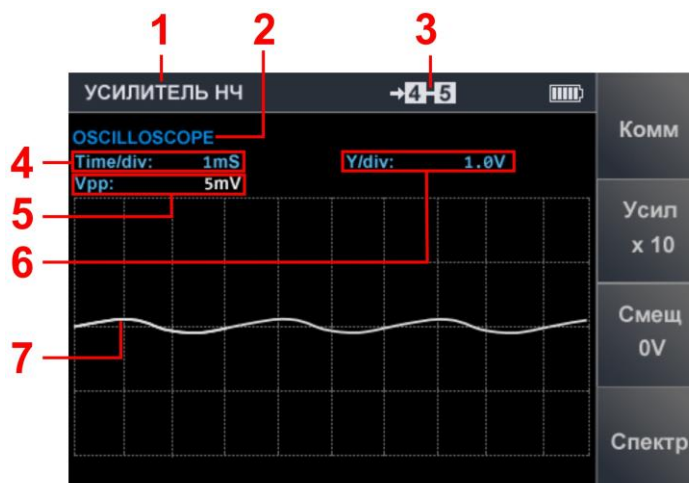 1 2 3
УСИЛИТЕЛЬ НЧ →4-5
Комм
OSCILLOSCOPE
4 Time/div: 1mS Y/div: 1.0V
Vpp: 5mV
5
6
Усил
x 10
7
Смещ
0V
Спектр